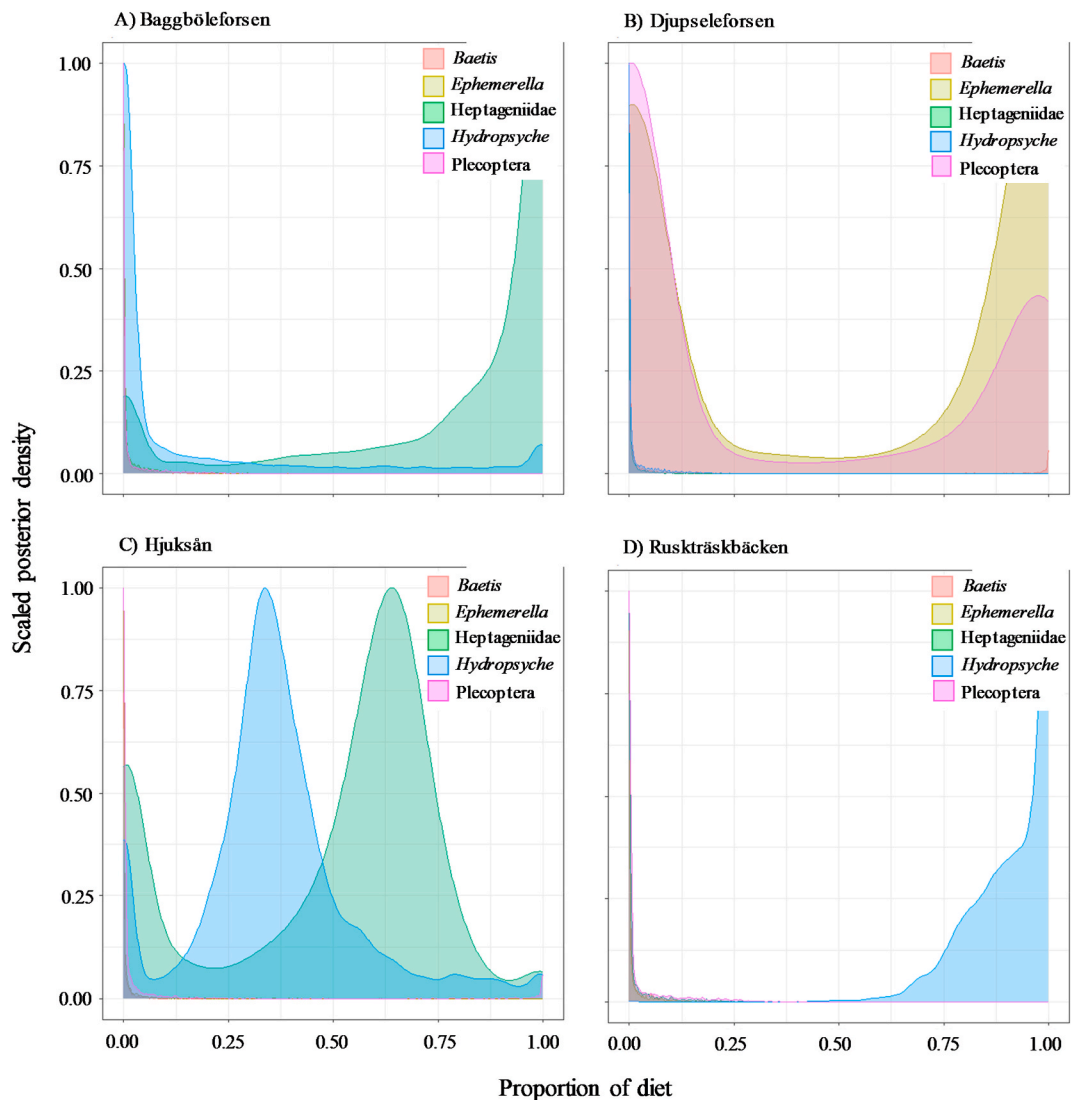 A) Baggböleforsen
B) Djupseleforsen
Baetis
Ephemerella
Heptageniidae
Hydropsyche
Plecoptera
Baetis
Ephemerella
Heptageniidae
Hydropsyche
Plecoptera
1.00
0.75
0.50
0.25
0.00
C) Hjuksån
D) Ruskträskbäcken
Baetis
Ephemerella
Heptageniidae
Hydropsyche
Plecoptera
Baetis
Ephemerella
Heptageniidae
Hydropsyche
Plecoptera
1.00
0.75
0.50
0.25
0.00
0.00 0.25 0.50 0.75 1.00
0.00 0.25 0.50 0.75 1.00
Scaled posterior density
Proportion of diet